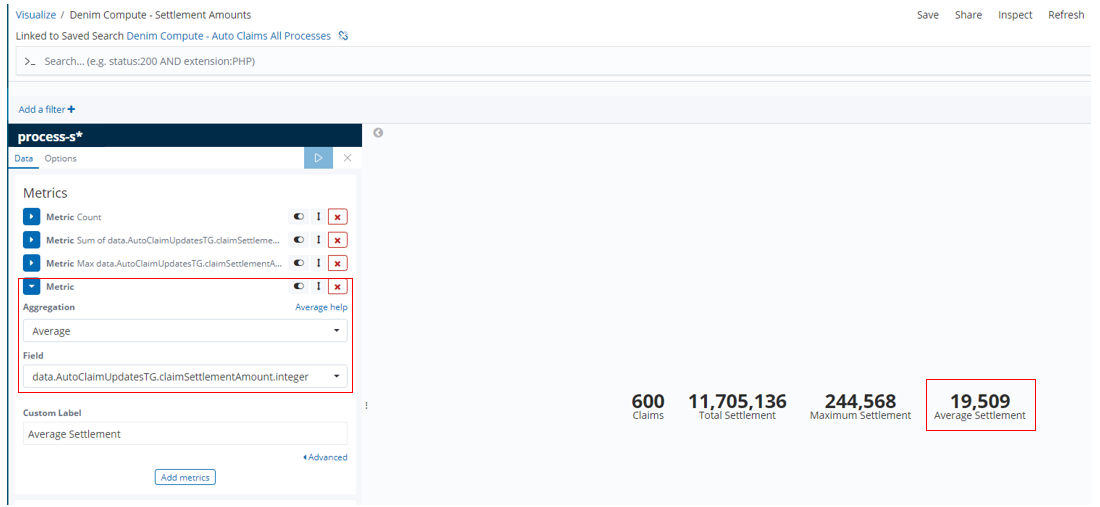 Visualize / Denim Compute - Settlement Amounts
Save Share Inspect Refresh
Linked to Saved Search Denim Compute - Auto Claims All Processes
>_ Search... (e.g. status:200 AND extension:PHP)
Add a filter +
process-s*
Data Options
Metrics
Metric Count
Metric Sum of data.AutoClaimUpdatesTG.claimSettleme...
Metric Max data.AutoClaimUpdatesTG.claimSettlementA...
Metric
Aggregation Average help
Average
Field
data.AutoClaimUpdatesTG.claimSettlementAmount.integer
Custom Label
Average Settlement
Advanced
Add metrics
600 11,705,136 244,568 19,509
Claims Total Settlement Maximum Settlement Average Settlement